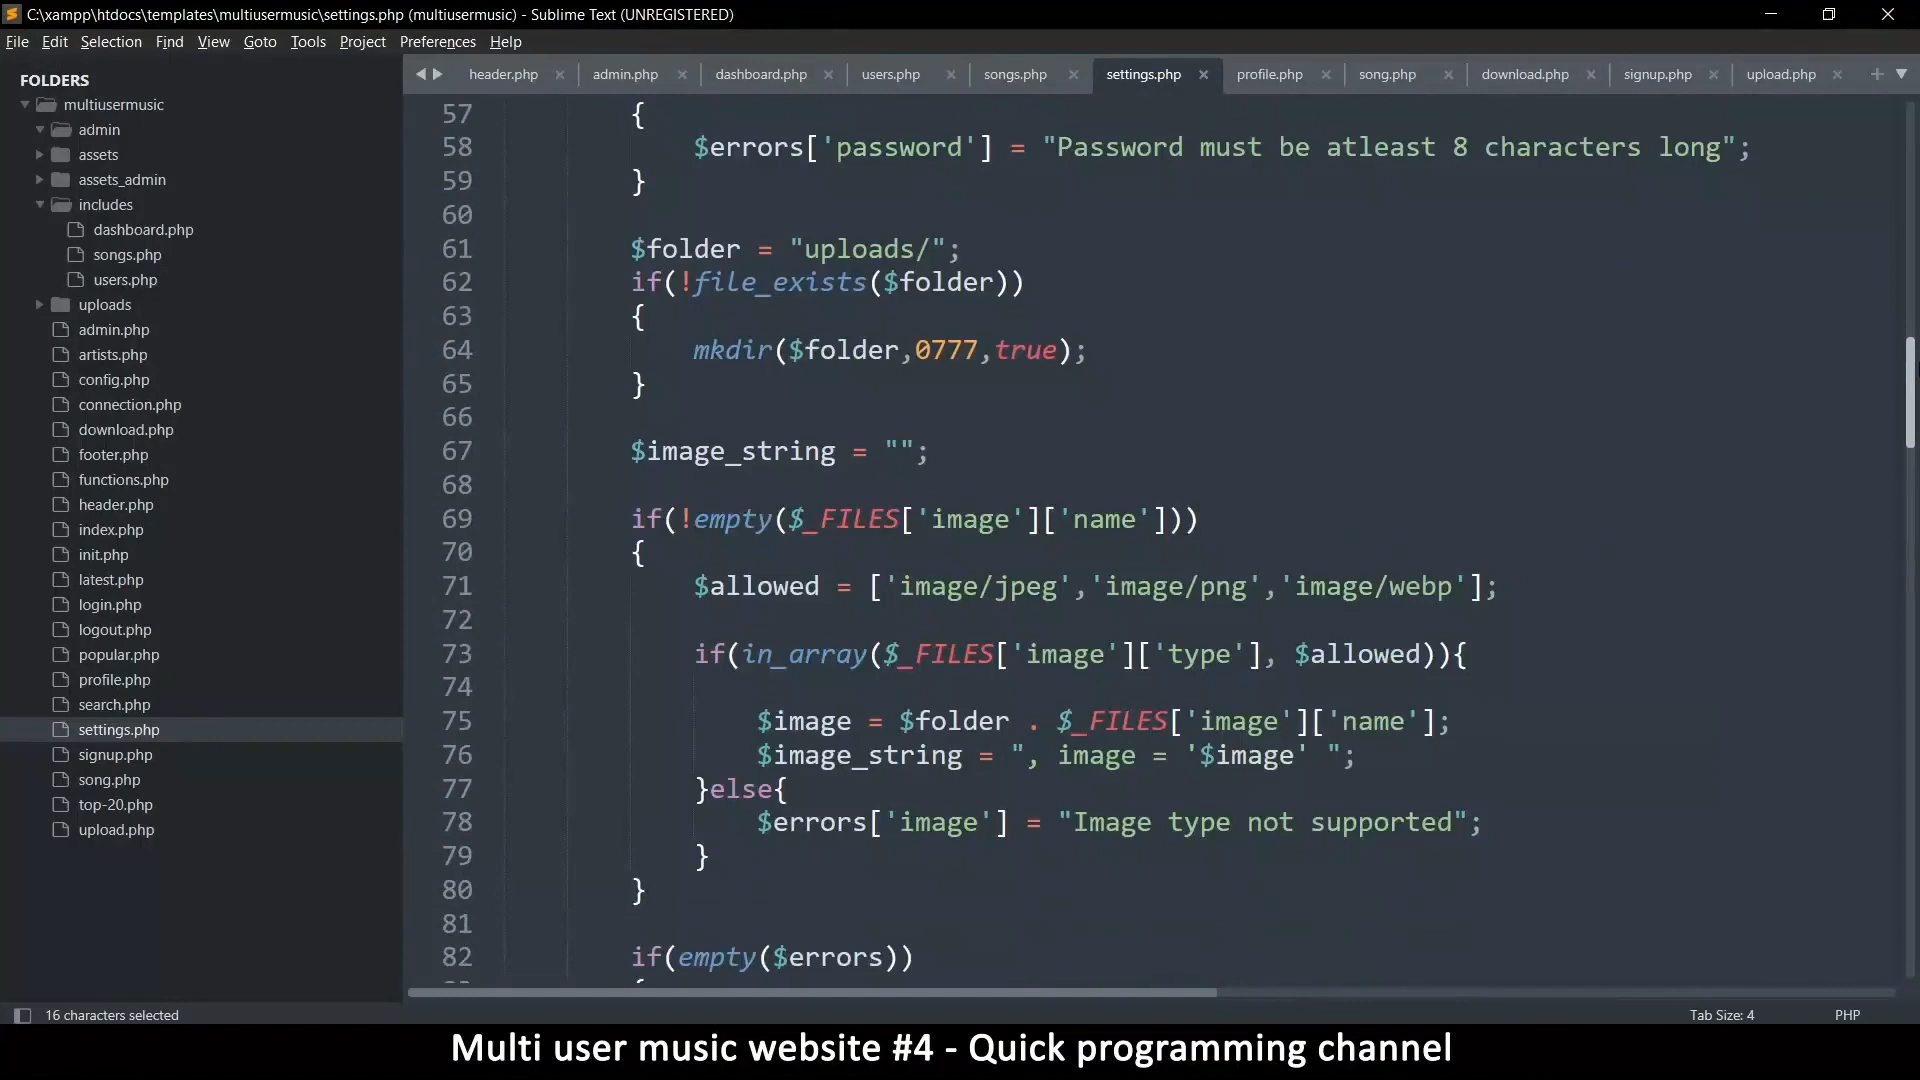 C:\xampp\htdocs\templates\multiusermusic\settings.php (multiusermusic) - Sublime Text (UNREGISTERED)
File Edit Selection Find View Goto Tools Project Preferences Help
FOLDERS
multiusermusic
admin
assets
assets_admin
includes
dashboard.php
songs.php
users.php
uploads
admin.php
artists.php
config.php
connection.php
download.php
footer.php
functions.php
header.php
index.php
init.php
latest.php
login.php
logout.php
popular.php
profile.php
search.php
settings.php
signup.php
song.php
top-20.php
upload.php
header.php admin.php dashboard.php users.php songs.php settings.php profile.php song.php download.php signup.php upload.php
57 {
58 $errors['password'] = "Password must be atleast 8 characters long";
59 }
60
61 $folder = "uploads/";
62 if(!file_exists($folder))
63 {
64 mkdir($folder,0777,true);
65 }
66
67 $image_string = "";
68
69 if(!empty($_FILES['image']['name']))
70 {
71 $allowed = ['image/jpeg','image/png','image/webp'];
72
73 if(in_array($_FILES['image']['type'], $allowed)){
74
75 $image = $folder . $_FILES['image']['name'];
76 $image_string = ", image = '$image' ";
77 }else{
78 $errors['image'] = "Image type not supported";
79 }
80 }
81
82 if(empty($errors))
16 characters selected
Tab Size: 4 PHP
Multi user music website #4 - Quick programming channel